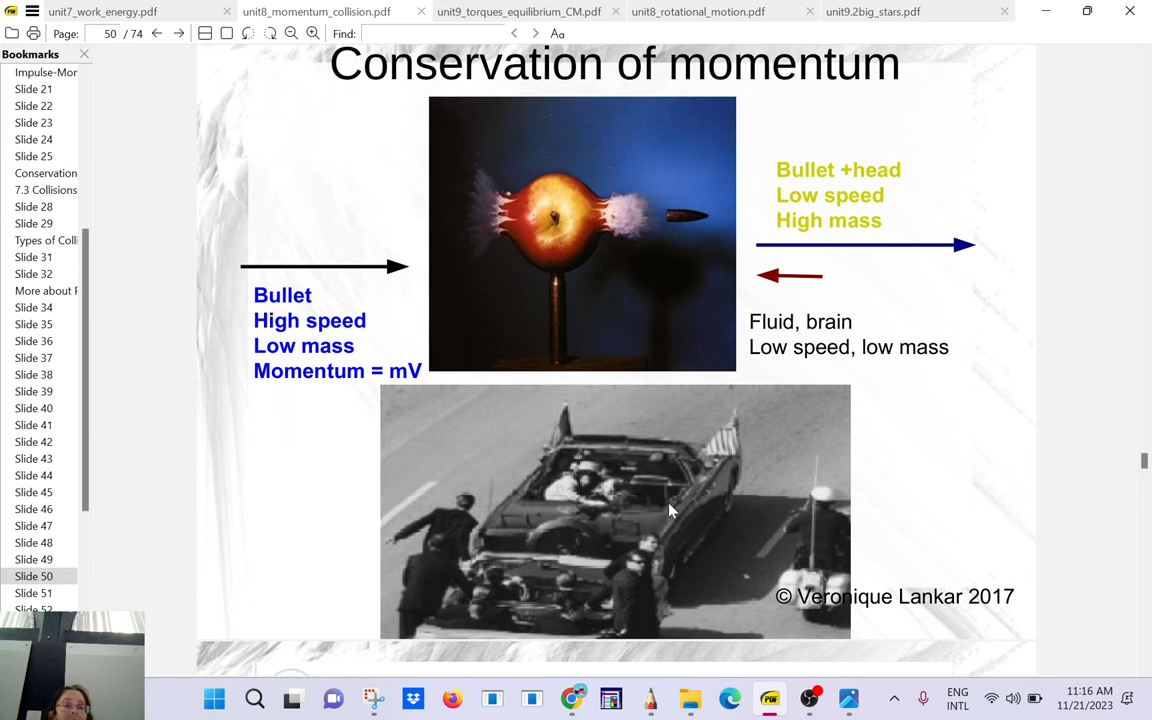 unit7_work_energy.pdf
unit8_momentum_collision.pdf
unit9_torques_equilibrium_CM.pdf
unit8_rotational_motion.pdf
unit9.2big_stars.pdf
Page: 50 / 74
Find:
Aa
Bookmarks
Impulse-Mor
Slide 21
Slide 22
Slide 23
Slide 24
Slide 25
Conservation
7.3 Collisions
Slide 28
Slide 29
Types of Colli
Slide 31
Slide 32
More about F
Slide 34
Slide 35
Slide 36
Slide 37
Slide 38
Slide 39
Slide 40
Slide 41
Slide 42
Slide 43
Slide 44
Slide 45
Slide 46
Slide 47
Slide 48
Slide 49
Slide 50
Slide 51
Slide 52
Conservation of momentum
Bullet
High speed
Low mass
Momentum = mV
Bullet +head
Low speed
High mass
Fluid, brain
Low speed, low mass
© Veronique Lankar 2017
PDF
ENG
INTL
11:16 AM
11/21/2023